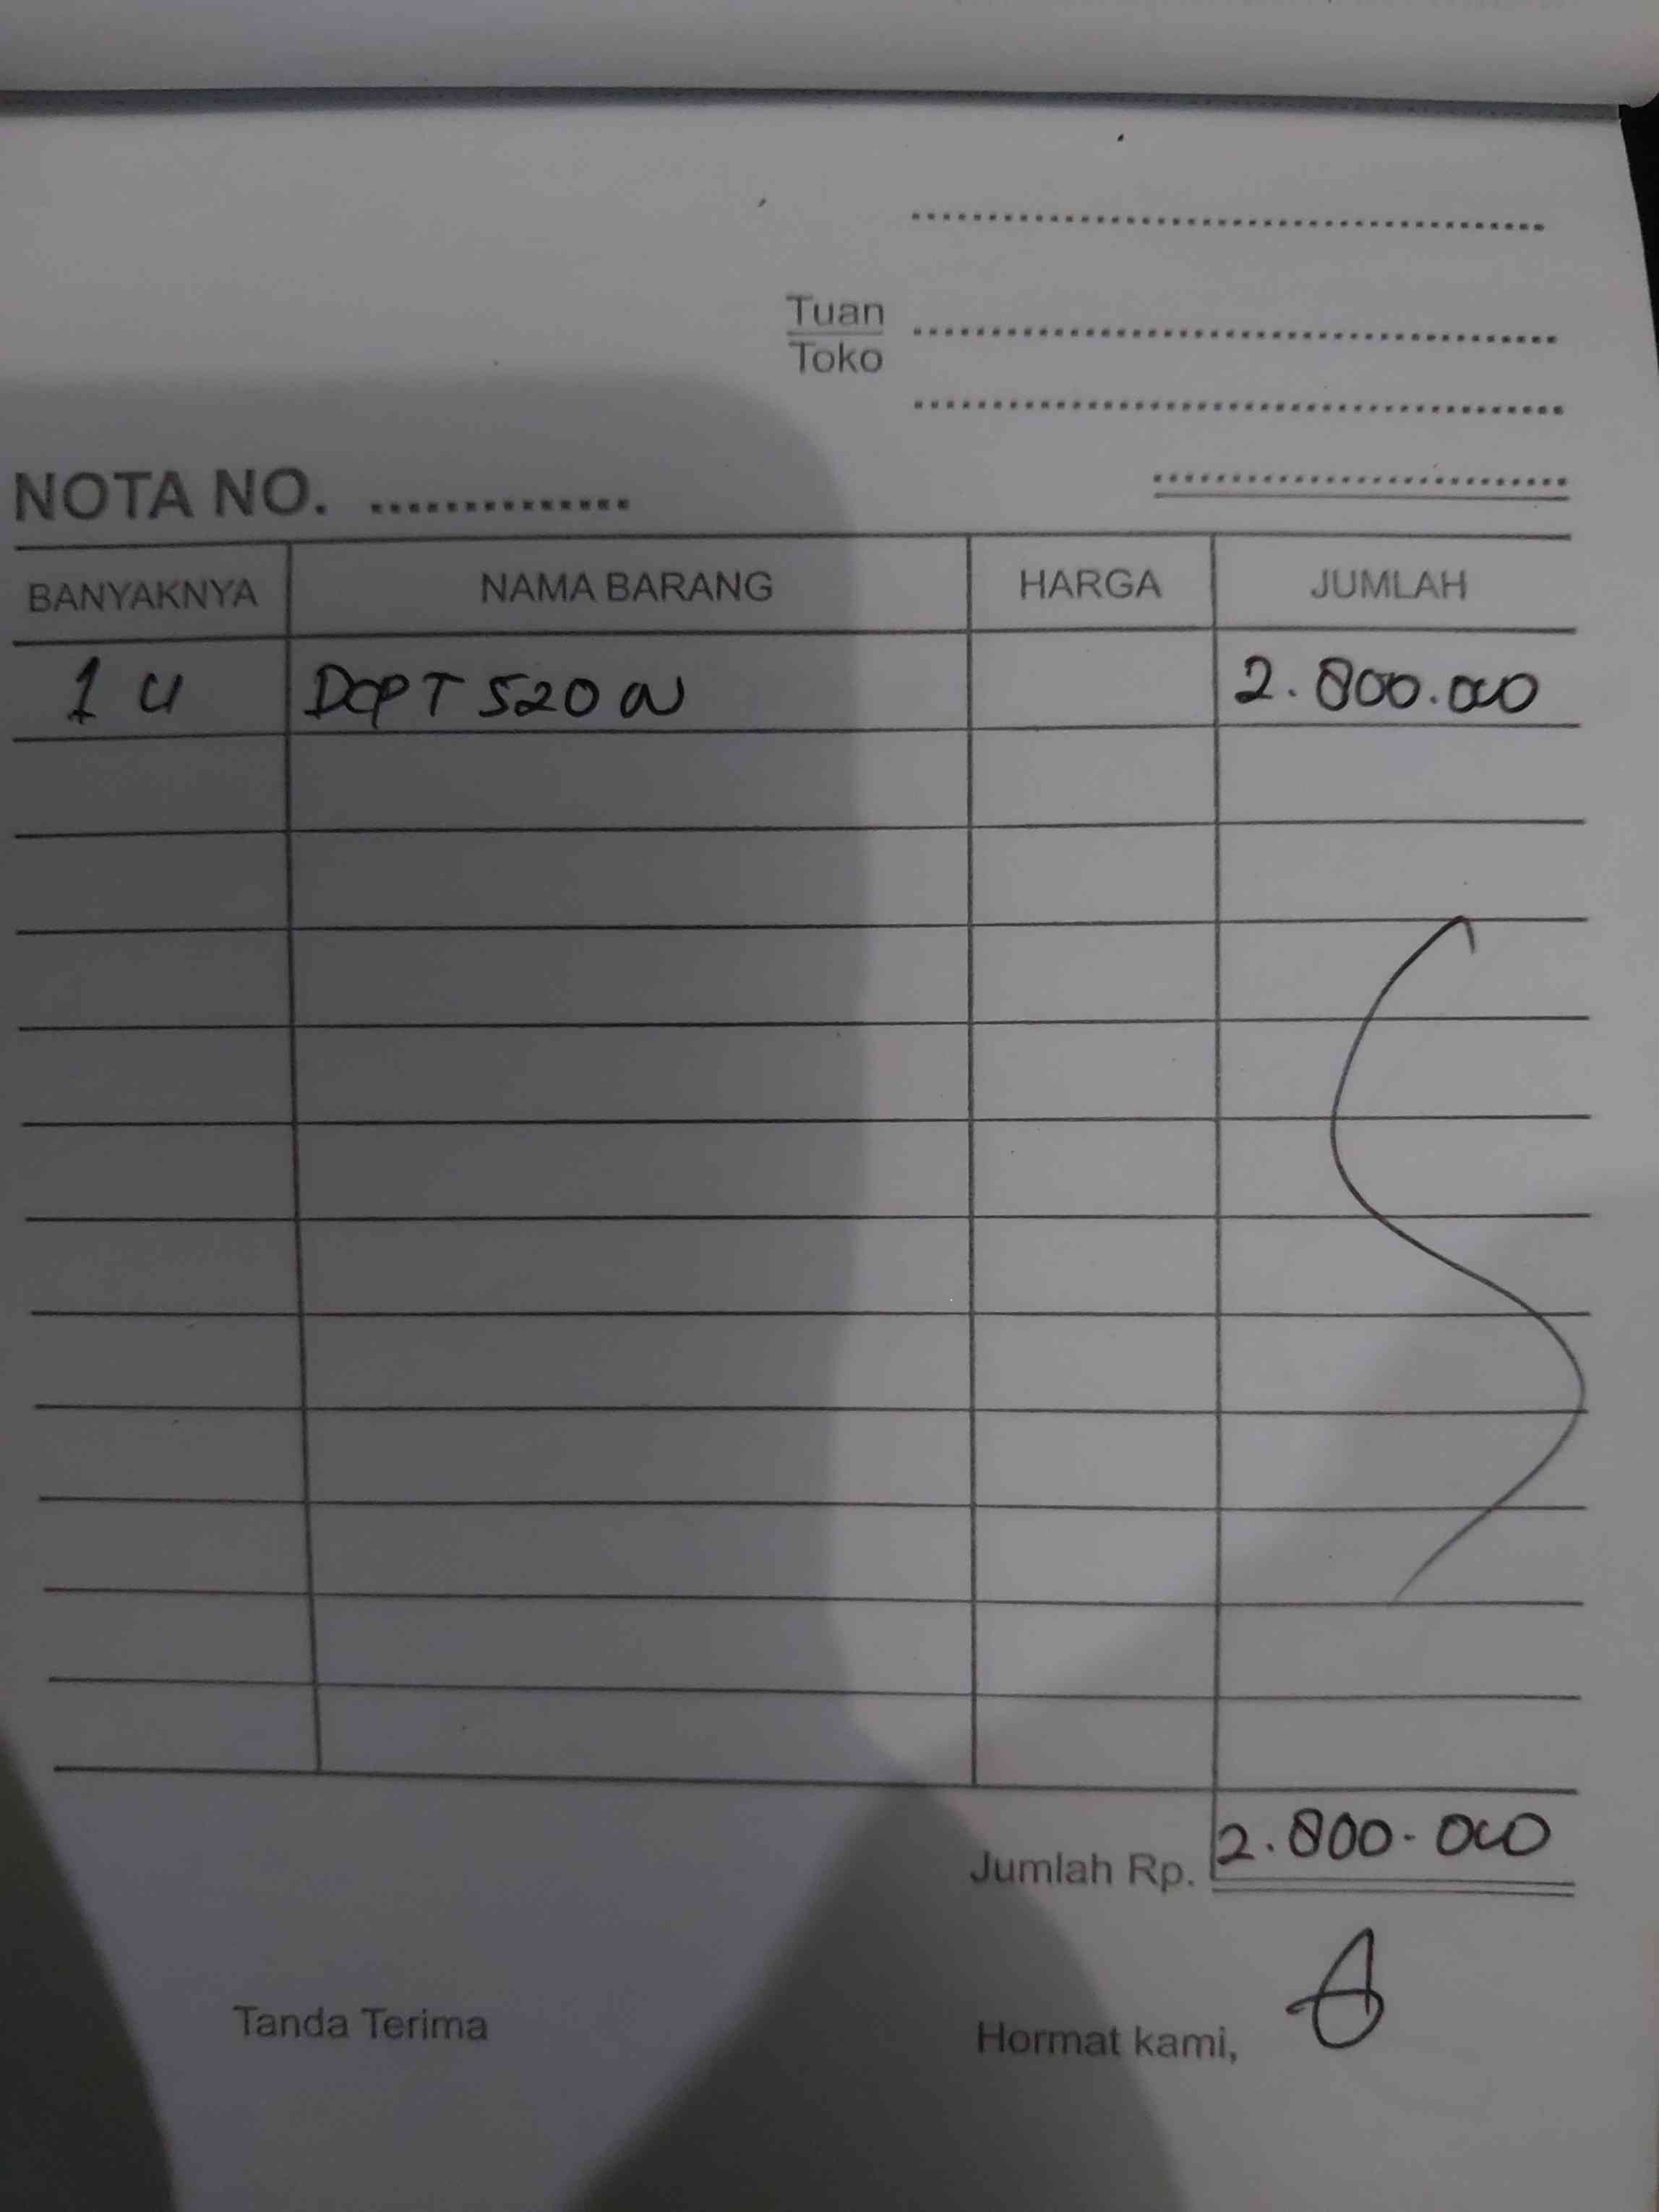 Tuan
Toko
NOTA NO. ...............
BANYAKNYA NAMA BARANG HARGA JUMLAH
1 u DCP T 520 W 2.800.000
Jumlah Rp. 2.800.000
Tanda Terima Hormat kami,